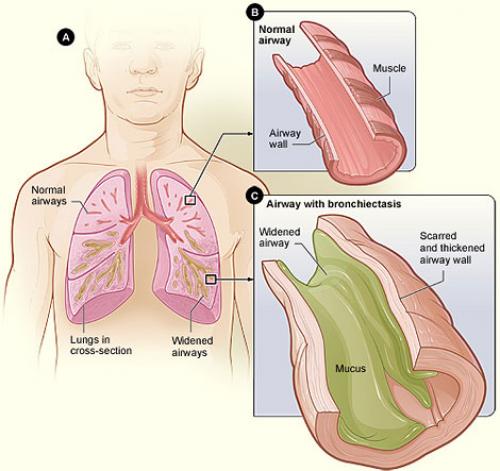 A
Normal
airways
Lungs in
cross-section
Widened
airways
B
Normal
airway
Muscle
Airway
wall
C
Airway with bronchiectasis
Widened
airway
Scarred
and thickened
airway wall
Mucus